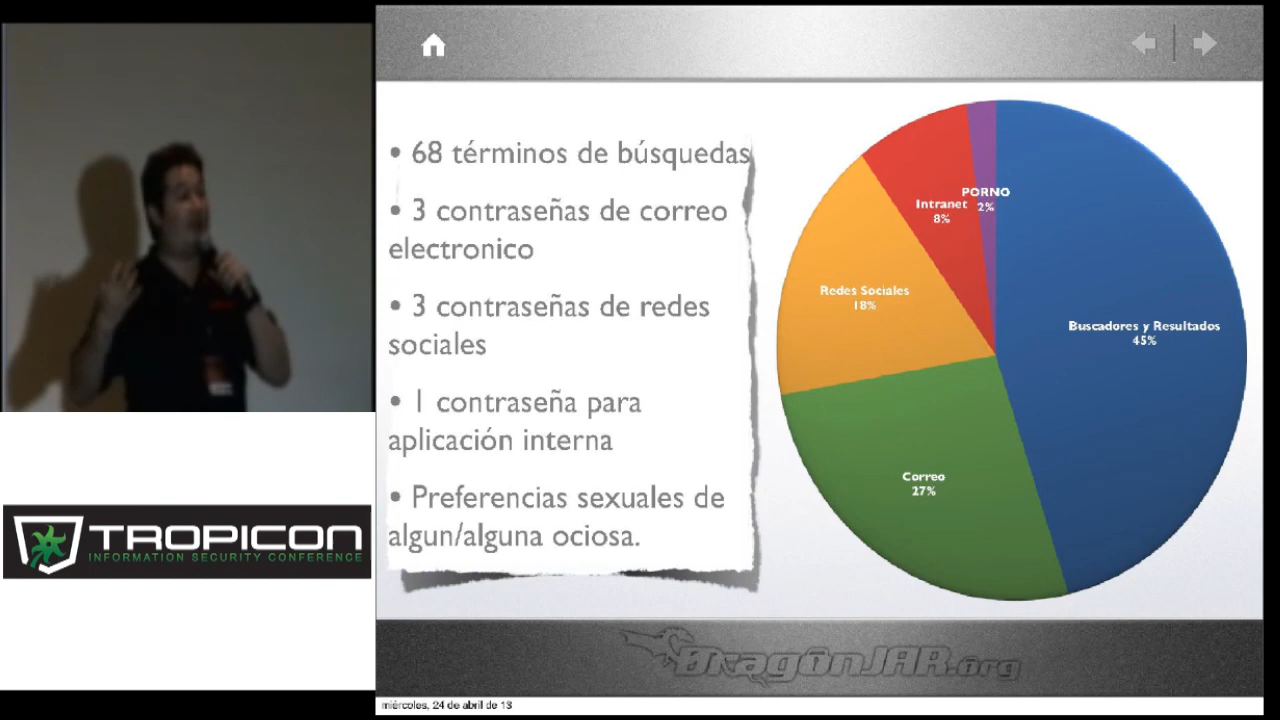 • 68 términos de búsquedas
• 3 contraseñas de correo
electronico
• 3 contraseñas de redes
sociales
• 1 contraseña para
aplicación interna
• Preferencias sexuales de
algun/alguna ociosa.
PORNO
2%
Intranet
8%
Redes Sociales
18%
Buscadores y Resultados
45%
Correo
27%
TROPICON
INFORMATION SECURITY CONFERENCE
DragonJAR.org
miércoles, 24 de abril de 13